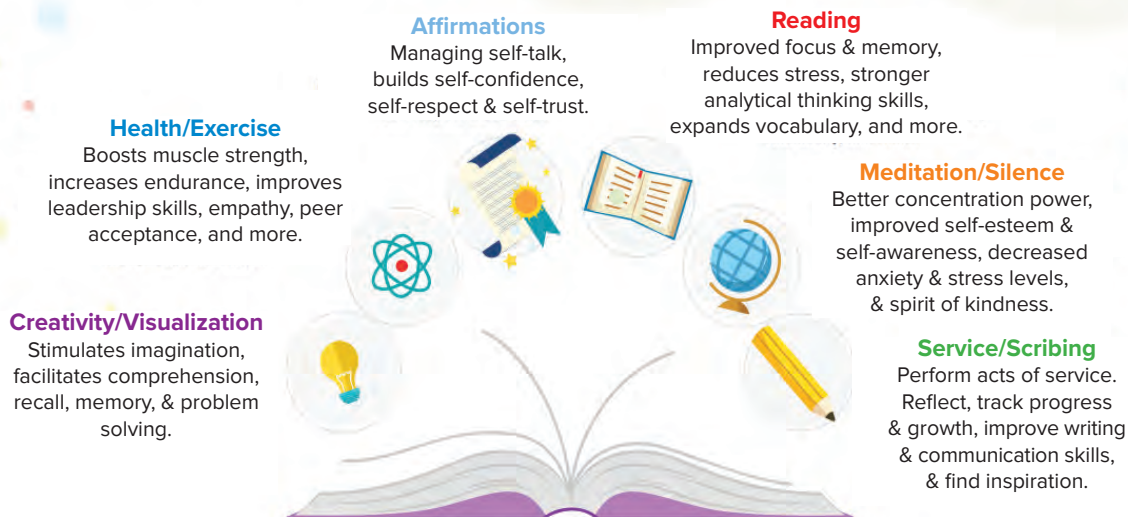 Affirmations
Managing self-talk,
builds self-confidence,
self-respect & self-trust.
Reading
Improved focus & memory,
reduces stress, stronger
analytical thinking skills,
expands vocabulary, and more.
Health/Exercise
Boosts muscle strength,
increases endurance, improves
leadership skills, empathy, peer
acceptance, and more.
Meditation/Silence
Better concentration power,
improved self-esteem &
self-awareness, decreased
anxiety & stress levels,
& spirit of kindness.
Creativity/Visualization
Stimulates imagination,
facilitates comprehension,
recall, memory, & problem
solving.
Service/Scribing
Perform acts of service.
Reflect, track progress
& growth, improve writing
& communication skills,
& find inspiration.